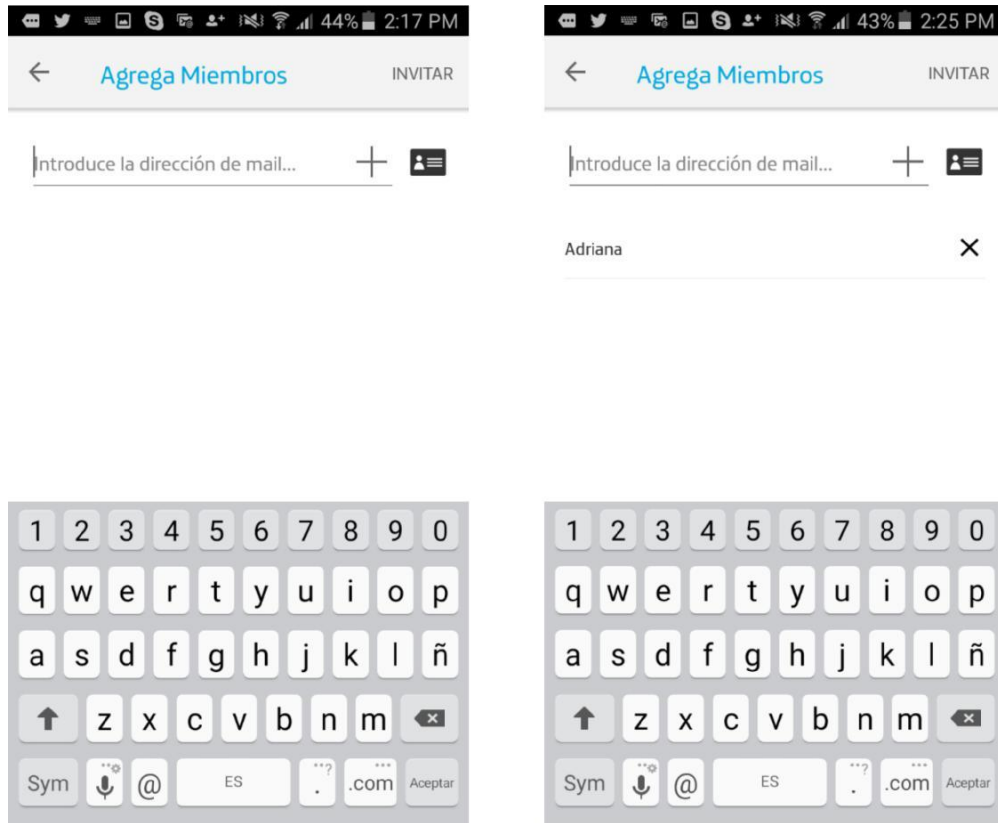 44% 2:17 PM
Agrega Miembros INVITAR
Introduce la dirección de mail...
1 2 3 4 5 6 7 8 9 0
q w e r t y u i o p
a s d f g h j k l ñ
z x c v b n m
Sym @ ES . .com Aceptar
43% 2:25 PM
Agrega Miembros INVITAR
Introduce la dirección de mail...
Adriana
1 2 3 4 5 6 7 8 9 0
q w e r t y u i o p
a s d f g h j k l ñ
z x c v b n m
Sym @ ES . .com Aceptar